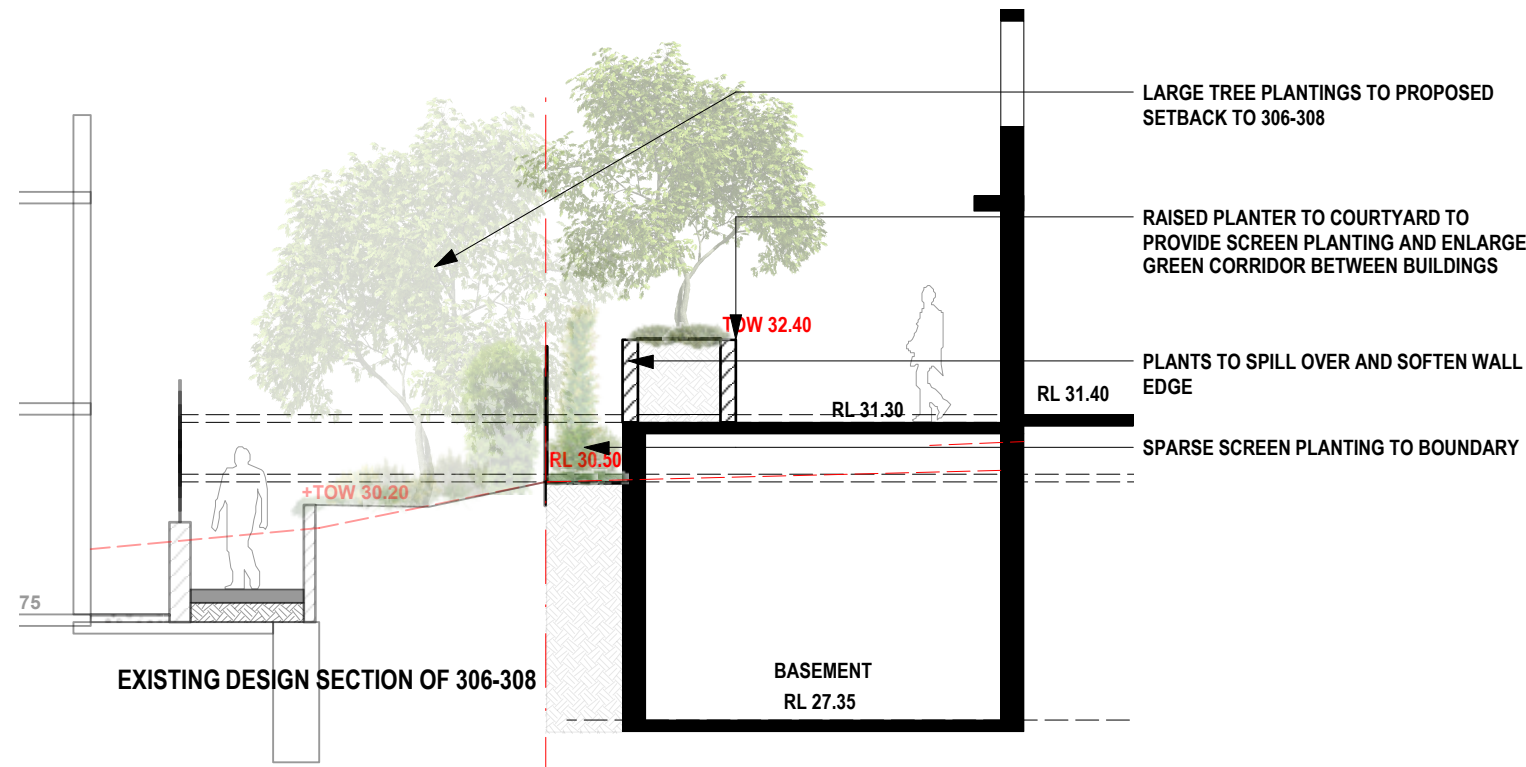 LARGE TREE PLANTINGS TO PROPOSED
SETBACK TO 306-308
RAISED PLANTER TO COURTYARD TO
PROVIDE SCREEN PLANTING AND ENLARGE
GREEN CORRIDOR BETWEEN BUILDINGS
TOW 32.40
PLANTS TO SPILL OVER AND SOFTEN WALL
EDGE
RL 31.30
RL 31.40
SPARSE SCREEN PLANTING TO BOUNDARY
RL 30.50
+TOW 30.20
75
EXISTING DESIGN SECTION OF 306-308
BASEMENT
RL 27.35